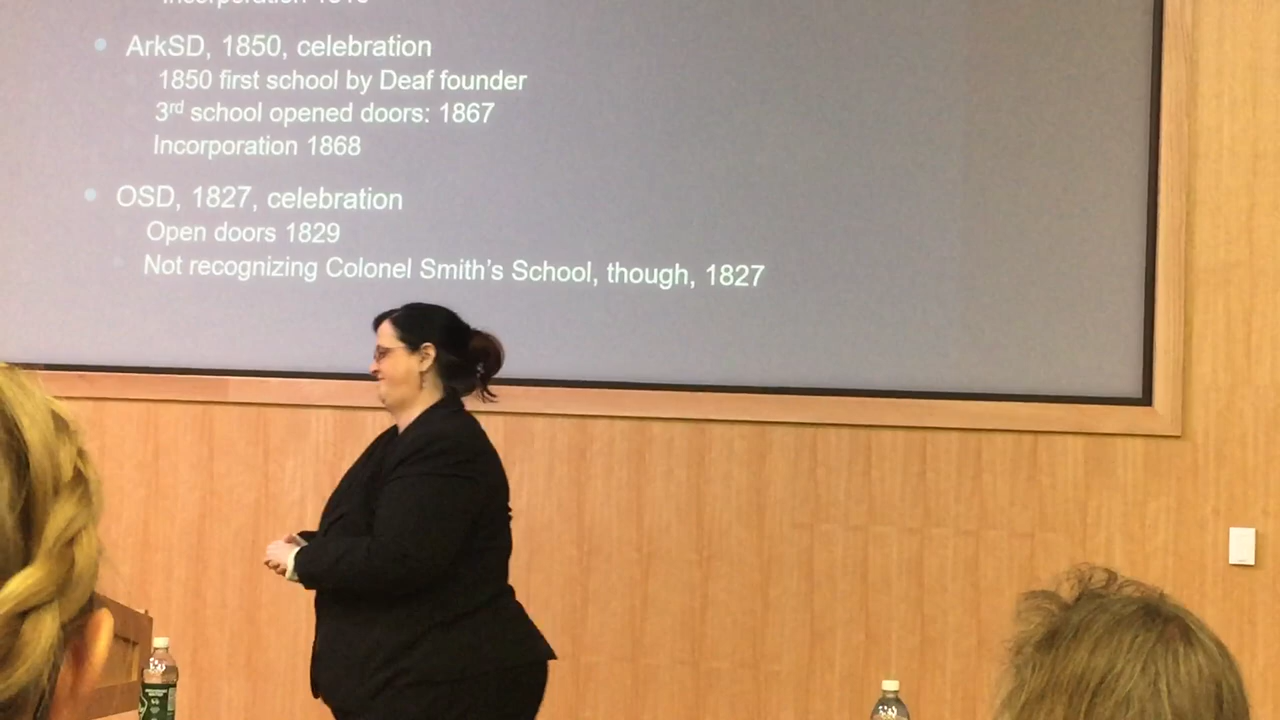 ArkSD, 1850, celebration
1850 first school by Deaf founder
3rd school opened doors: 1867
Incorporation 1868
OSD, 1827, celebration
Open doors 1829
Not recognizing Colonel Smith's School, though, 1827